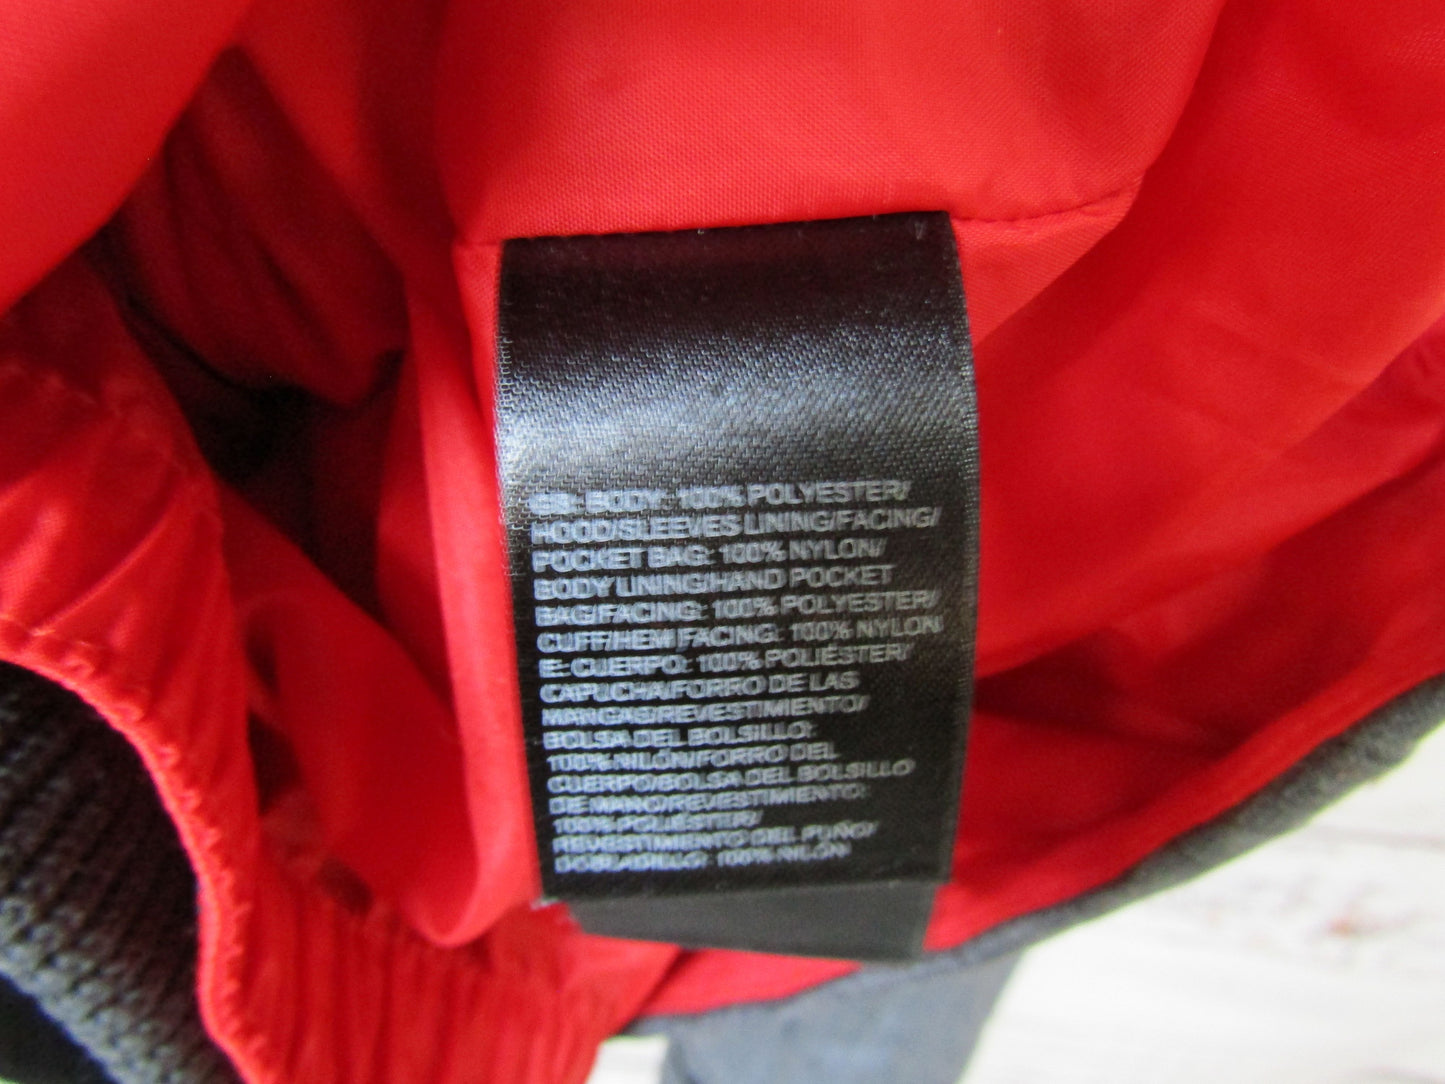 GB: BODY: 100% POLYESTER/
HOOD/SLEEVES LINING/FACING/
POCKET BAG: 100% NYLON/
BODY LINING/HAND POCKET
BAG/FACING: 100% POLYESTER/
CUFF/HEM FACING: 100% NYLON
E: CUERPO: 100% POLIÉSTER/
CAPUCHA/FORRO DE LAS
MANGAS/REVESTIMIENTO/
BOLSA DEL BOLSILLO:
100% NILÓN/FORRO DEL
CUERPO/BOLSA DEL BOLSILLO
DE MANO/REVESTIMIENTO:
100% POLIÉSTER/
REVESTIMIENTO DEL PUÑO/
DOBLADILLO: 100% NILÓN